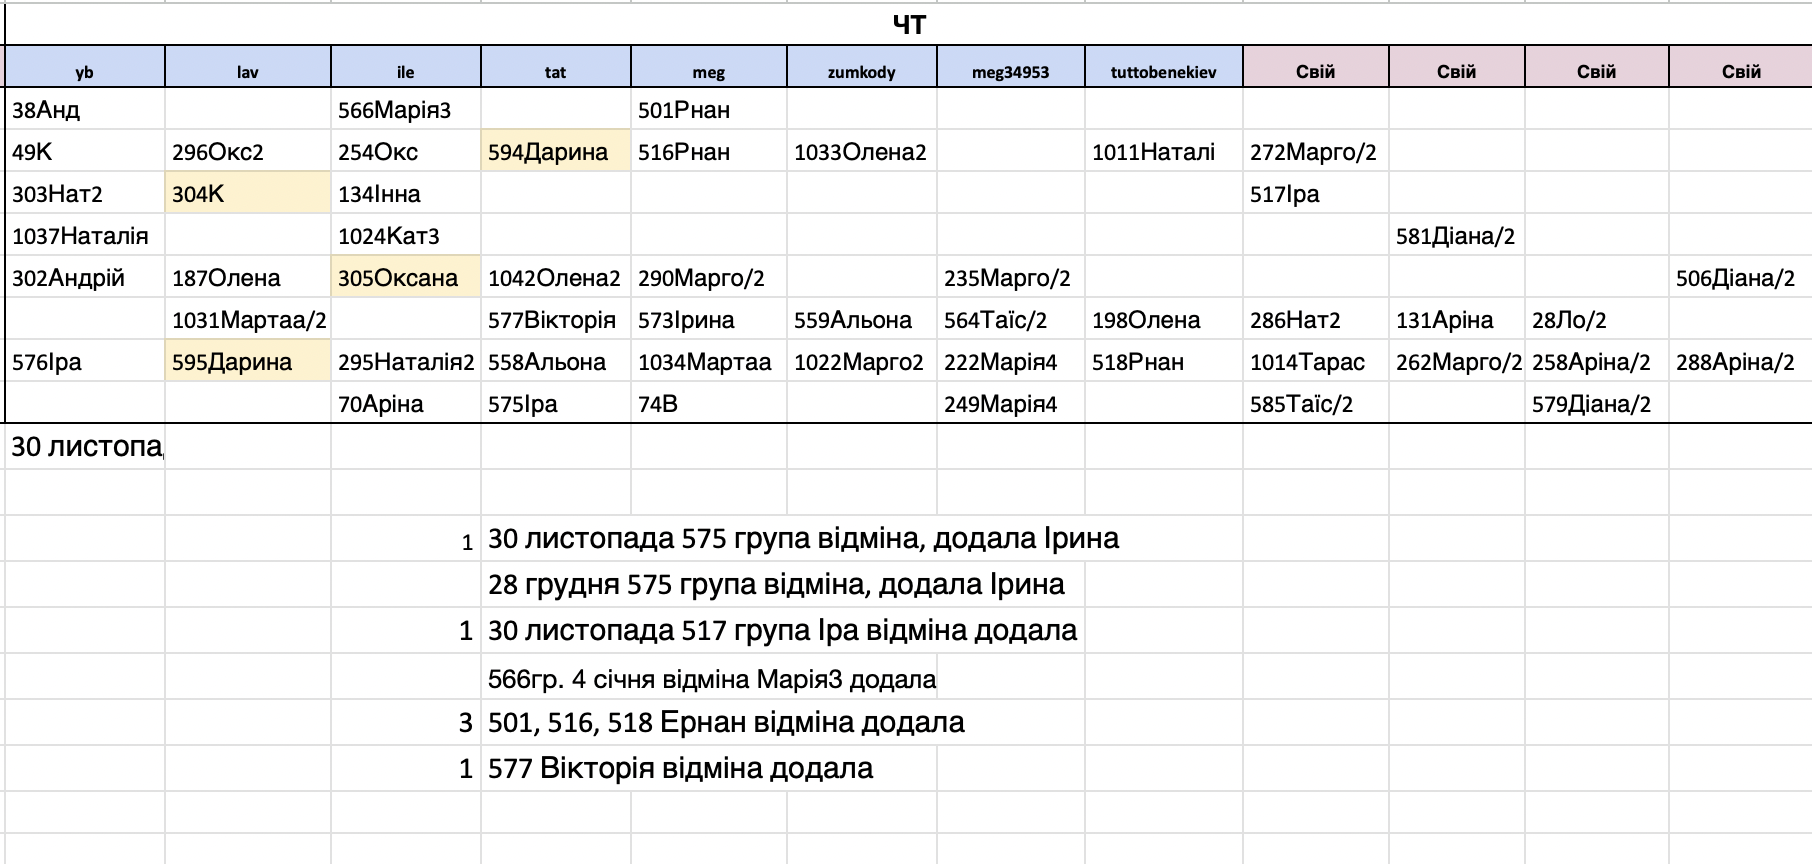 ЧТ
yb lav ile tat meg zumkody meg34953 tuttobenekiev Свій Свій Свій Свій
38Анд 566Марія3 501Рнан
49К 296Окс2 254Окс 594Дарина 516Рнан 1033Олена2 1011Наталі 272Марго/2
303Нат2 304К 134Інна 517Іра
1037Наталія 1024Кат3 581Діана/2
302Андрій 187Олена 305Оксана 1042Олена2 290Марго/2 235Марго/2 506Діана/2
1031Мартаа/2 577Вікторія 573Ірина 559Альона 564Таїс/2 198Олена 286Нат2 131Аріна 28Ло/2
576Іра 595Дарина 295Наталія2 558Альона 1034Мартаа 1022Марго2 222Марія4 518Рнан 1014Тарас 262Марго/2 258Аріна/2 288Аріна/2
70Аріна 575Іра 74В 249Марія4 585Таїс/2 579Діана/2
30 листопа
1 30 листопада 575 група відміна, додала Ірина
28 грудня 575 група відміна, додала Ірина
1 30 листопада 517 група Іра відміна додала
566гр. 4 січня відміна Марія3 додала
3 501, 516, 518 Ернан відміна додала
1 577 Вікторія відміна додала